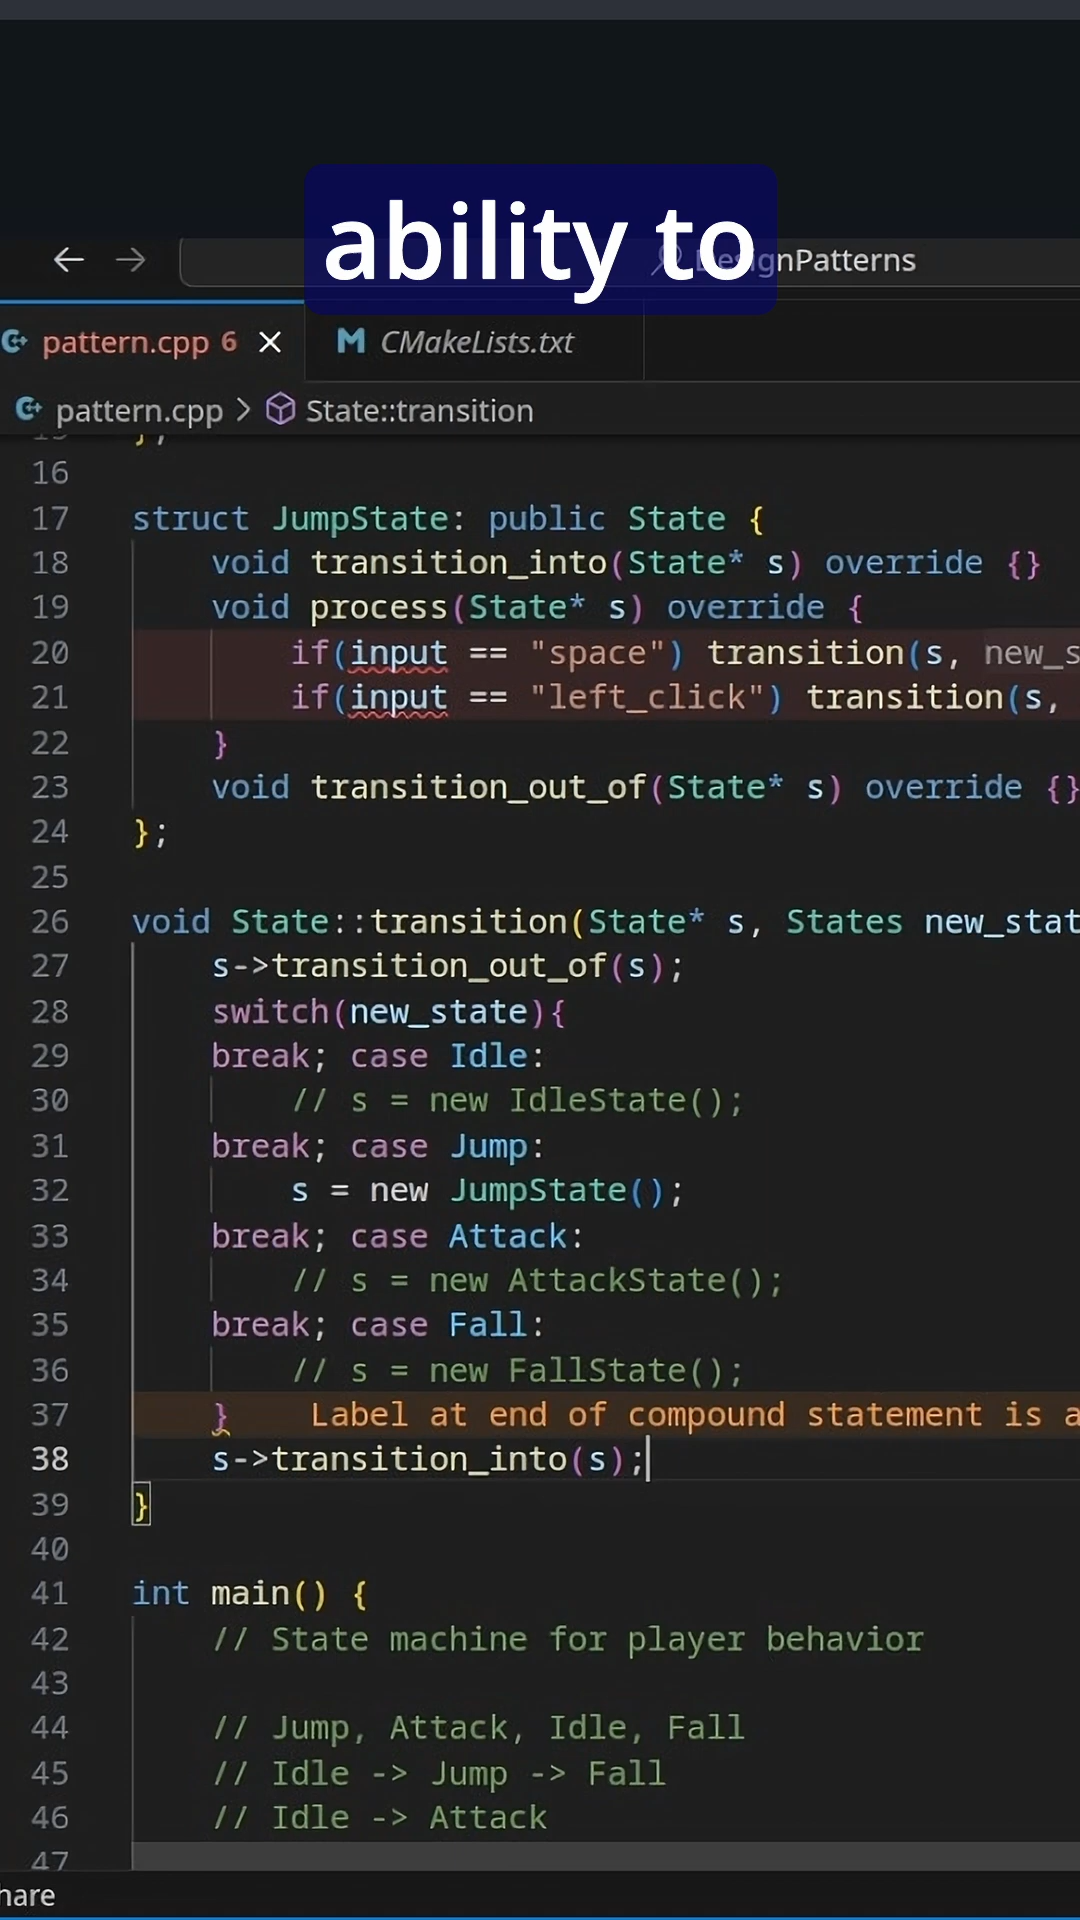 ability to
DesignPatterns
pattern.cpp 6
CMakeLists.txt
pattern.cpp > State::transition
15 };
16
17 struct JumpState: public State {
18 void transition_into(State* s) override {}
19 void process(State* s) override {
20 if(input == "space") transition(s, new_s
21 if(input == "left_click") transition(s,
22 }
23 void transition_out_of(State* s) override {}
24 };
25
26 void State::transition(State* s, States new_stat
27 s->transition_out_of(s);
28 switch(new_state){
29 break; case Idle:
30 // s = new IdleState();
31 break; case Jump:
32 s = new JumpState();
33 break; case Attack:
34 // s = new AttackState();
35 break; case Fall:
36 // s = new FallState();
37 } Label at end of compound statement is a
38 s->transition_into(s);
39 }
40
41 int main() {
42 // State machine for player behavior
43
44 // Jump, Attack, Idle, Fall
45 // Idle -> Jump -> Fall
46 // Idle -> Attack
47
hare